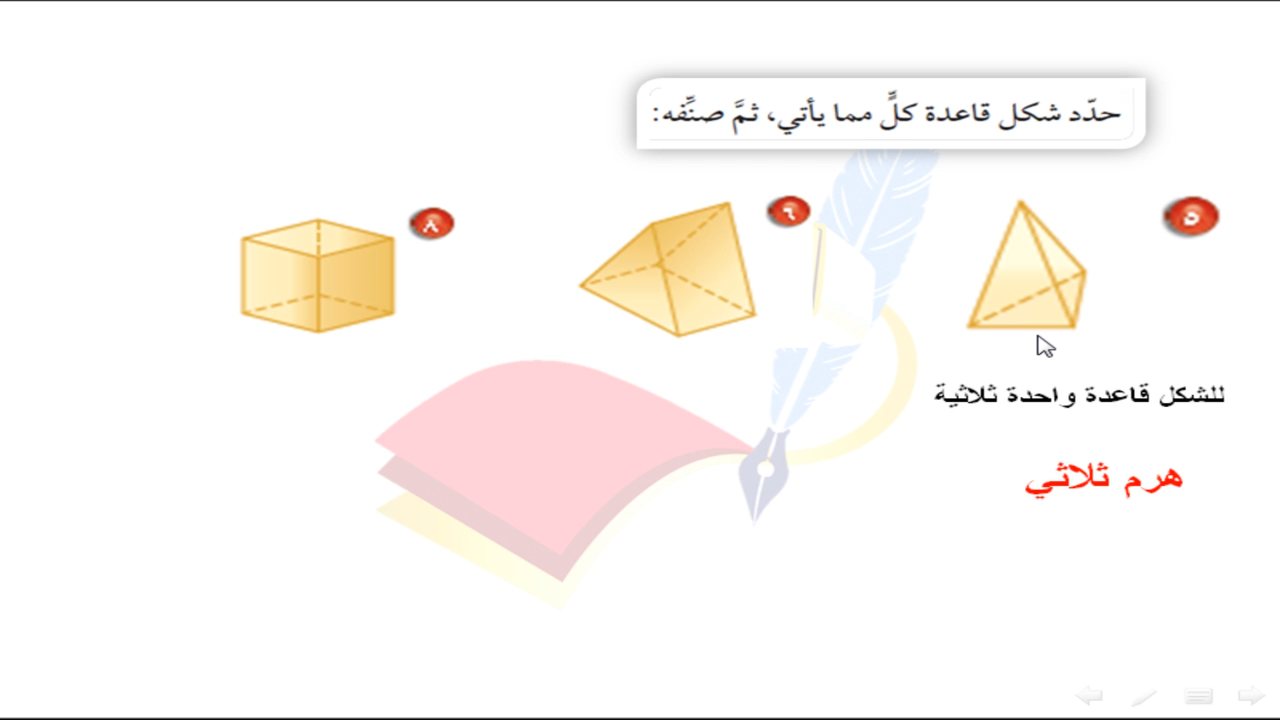 حدّد شكل قاعدة كلٍّ مما يأتي، ثمَّ صنِّفه:
٥
٦
٨
للشكل قاعدة واحدة ثلاثية
هرم ثلاثي